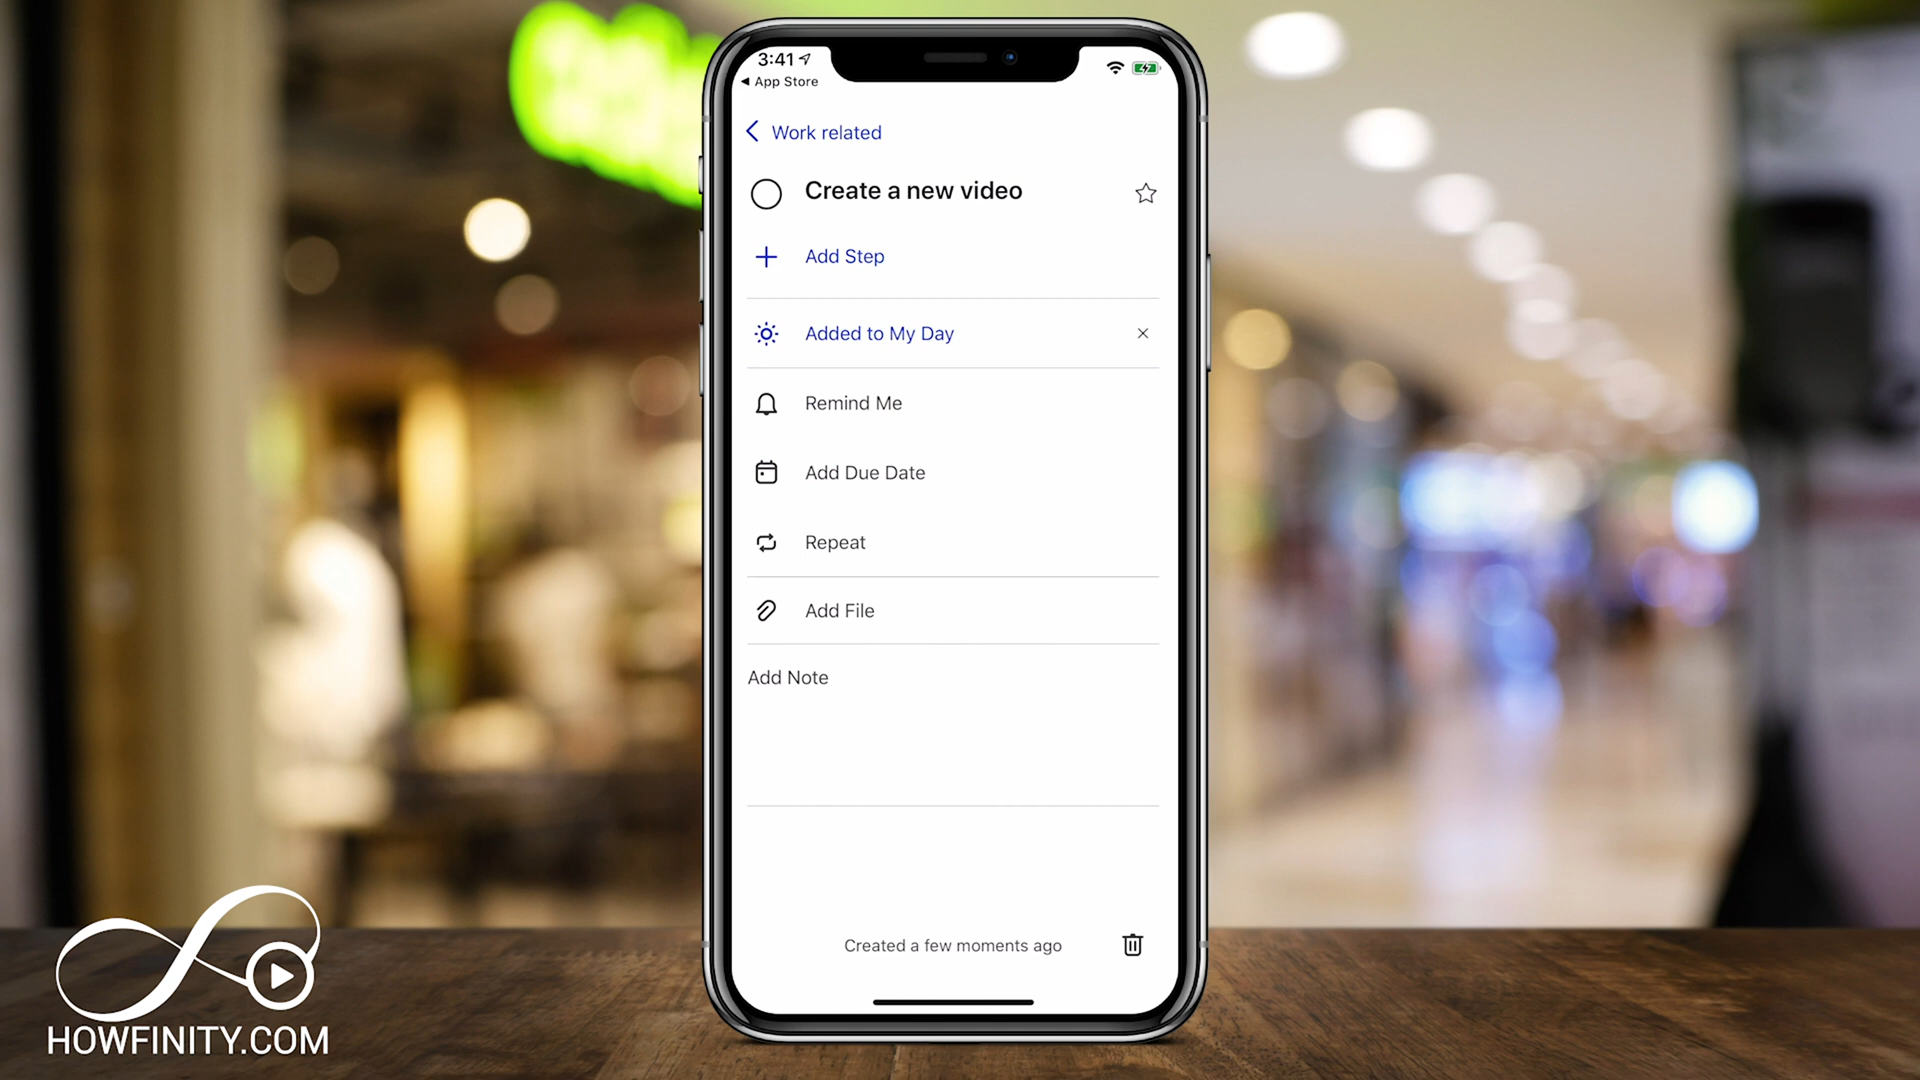 3:41
App Store
Work related
Create a new video
Add Step
Added to My Day
Remind Me
Add Due Date
Repeat
Add File
Add Note
Created a few moments ago
HOWFINITY.COM